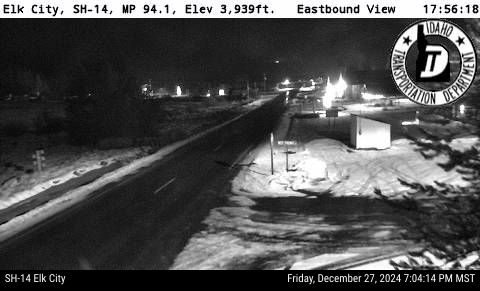 Elk City, SH-14, MP 94.1, Elev 3,939ft. Eastbound View 17:56:18
IDAHO
TRANSPORTATION DEPARTMENT
SH-14 Elk City Friday, December 27, 2024 7:04:14 PM MST